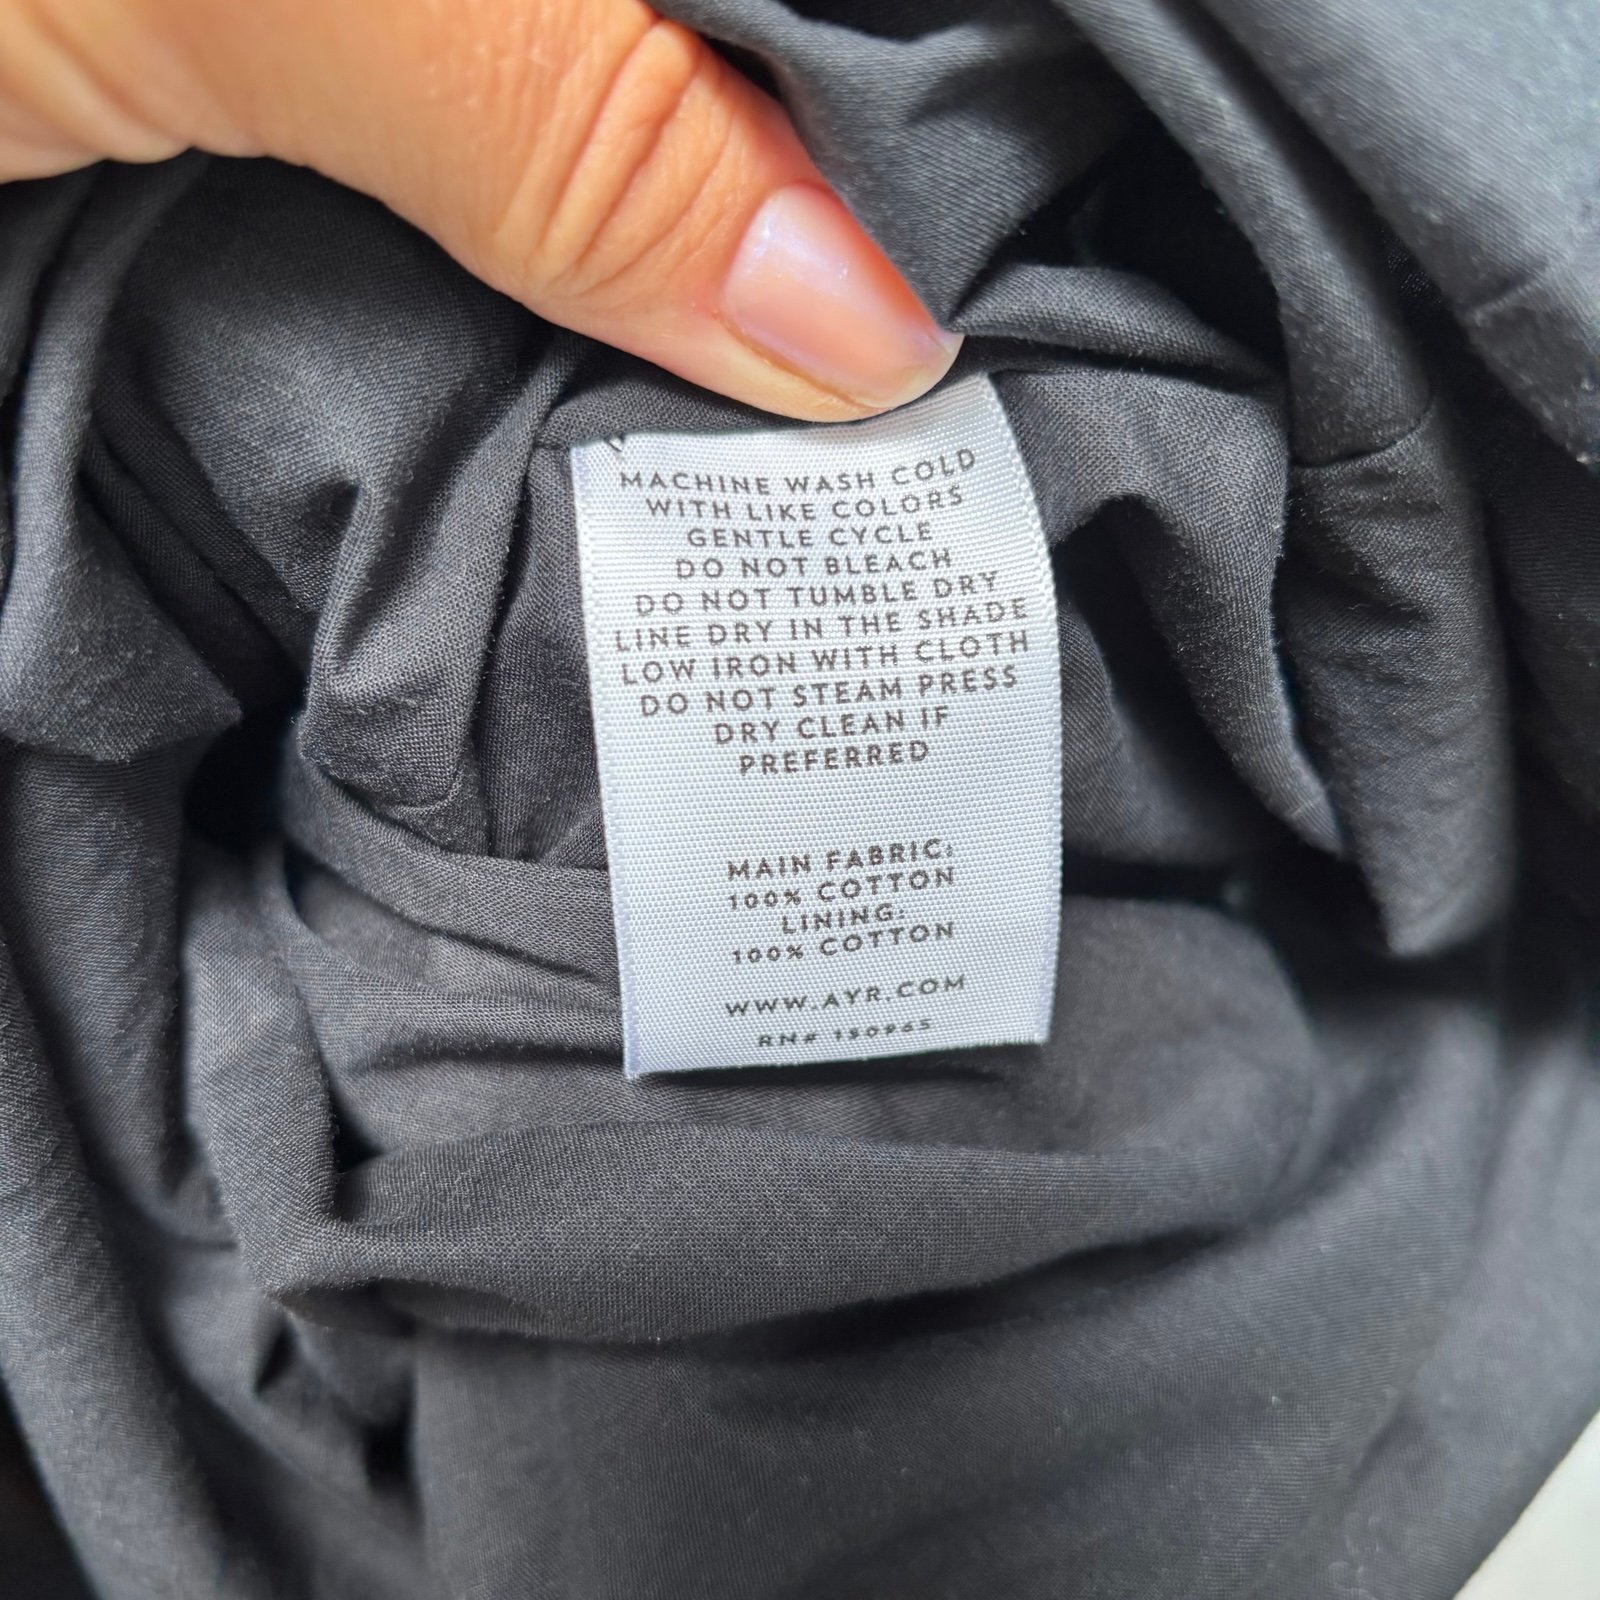 MACHINE WASH COLD
WITH LIKE COLORS
GENTLE CYCLE
DO NOT BLEACH
DO NOT TUMBLE DRY
LINE DRY IN THE SHADE
LOW IRON WITH CLOTH
DO NOT STEAM PRESS
DRY CLEAN IF
PREFERRED
MAIN FABRIC:
100% COTTON
LINING:
100% COTTON
WWW.AYR.COM
RN# 150965